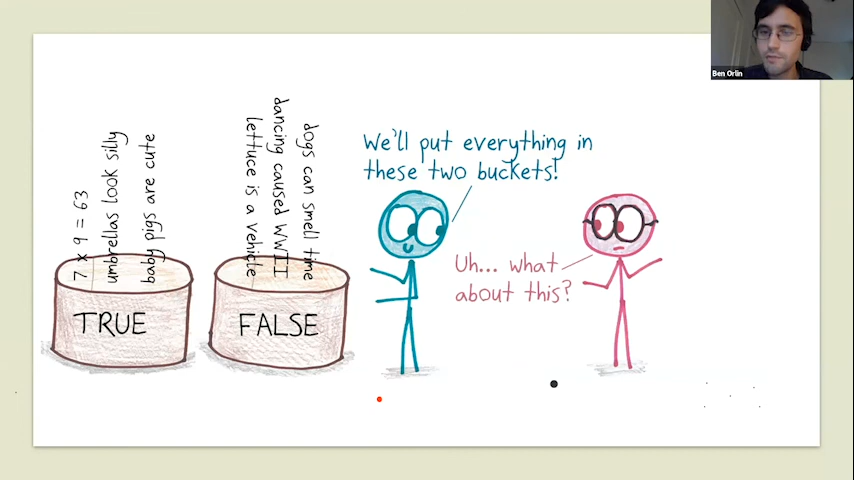 Ben Orlin
7 x 9 = 63
umbrellas look silly
baby pigs are cute
TRUE
lettuce is a vehicle
dancing caused WWII
dogs can smell time
FALSE
We'll put everything in
these two buckets!
Uh... what
about this?